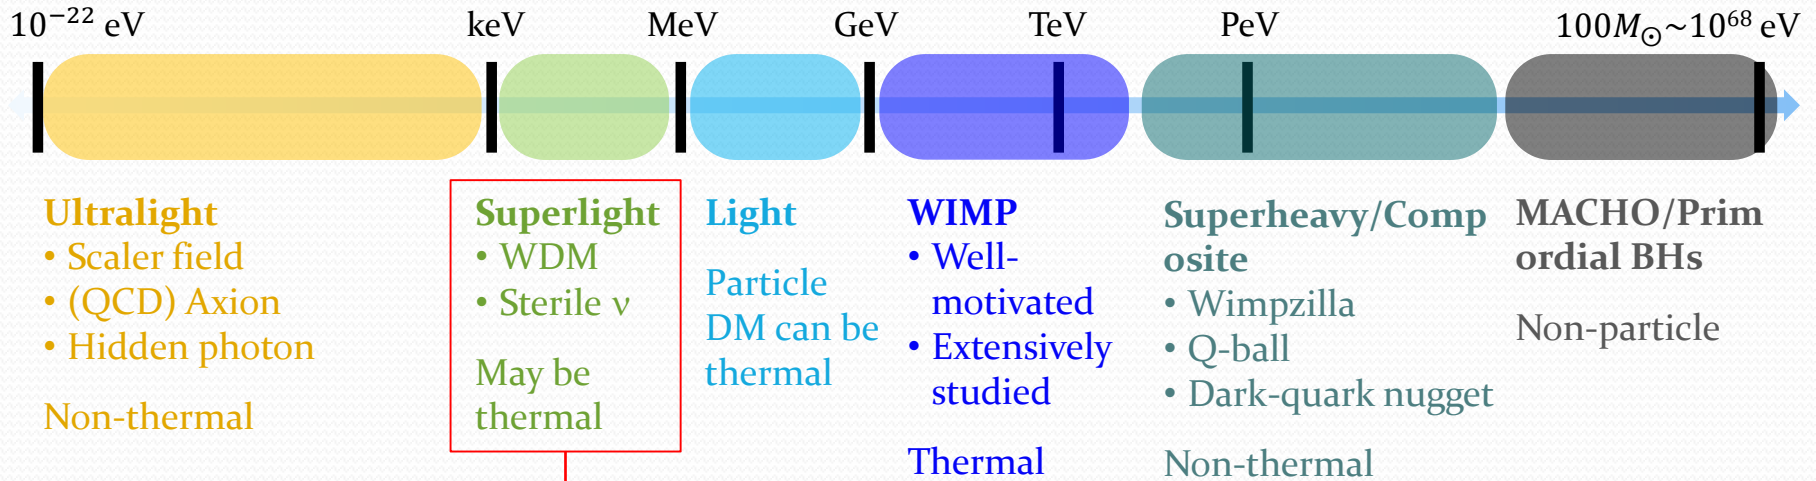 10⁻²² eV keV MeV GeV TeV PeV 100M☉~10⁶⁸ eV
Ultralight
• Scaler field
• (QCD) Axion
• Hidden photon
Non-thermal
Superlight
• WDM
• Sterile ν
May be
thermal
Light
Particle
DM can be
thermal
WIMP
• Well-
motivated
• Extensively
studied
Thermal
Superheavy/Comp
osite
• Wimpzilla
• Q-ball
• Dark-quark nugget
Non-thermal
MACHO/Prim
ordial BHs
Non-particle